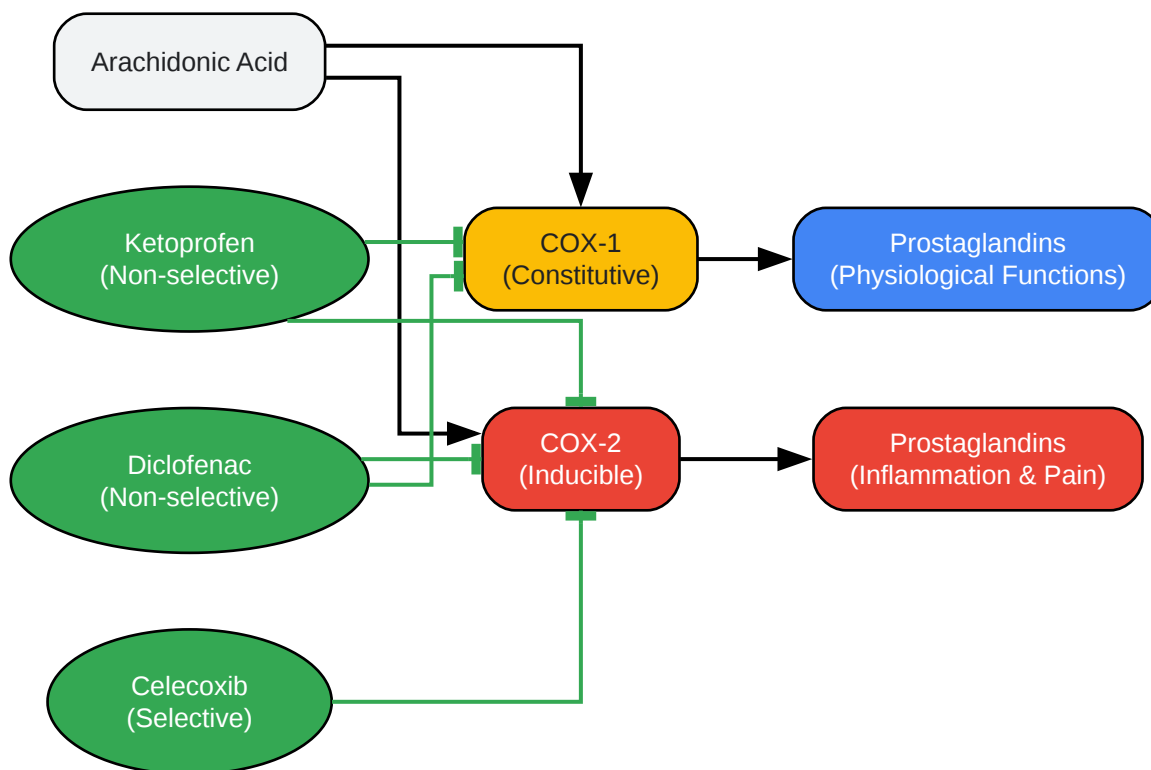 Arachidonic Acid
Ketoprofen
(Non-selective)
COX-1
(Constitutive)
Prostaglandins
(Physiological Functions)
Diclofenac
(Non-selective)
COX-2
(Inducible)
Prostaglandins
(Inflammation & Pain)
Celecoxib
(Selective)